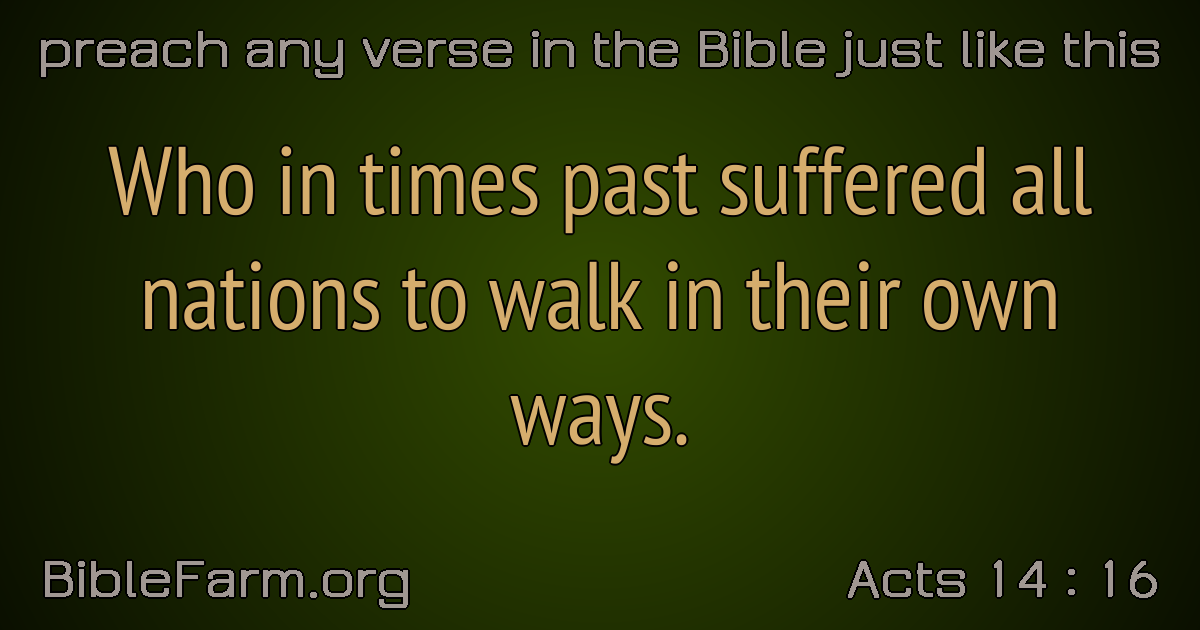 preach any verse in the Bible just like this
Who in times past suffered all
nations to walk in their own
ways.
BibleFarm.org
Acts 14 : 16